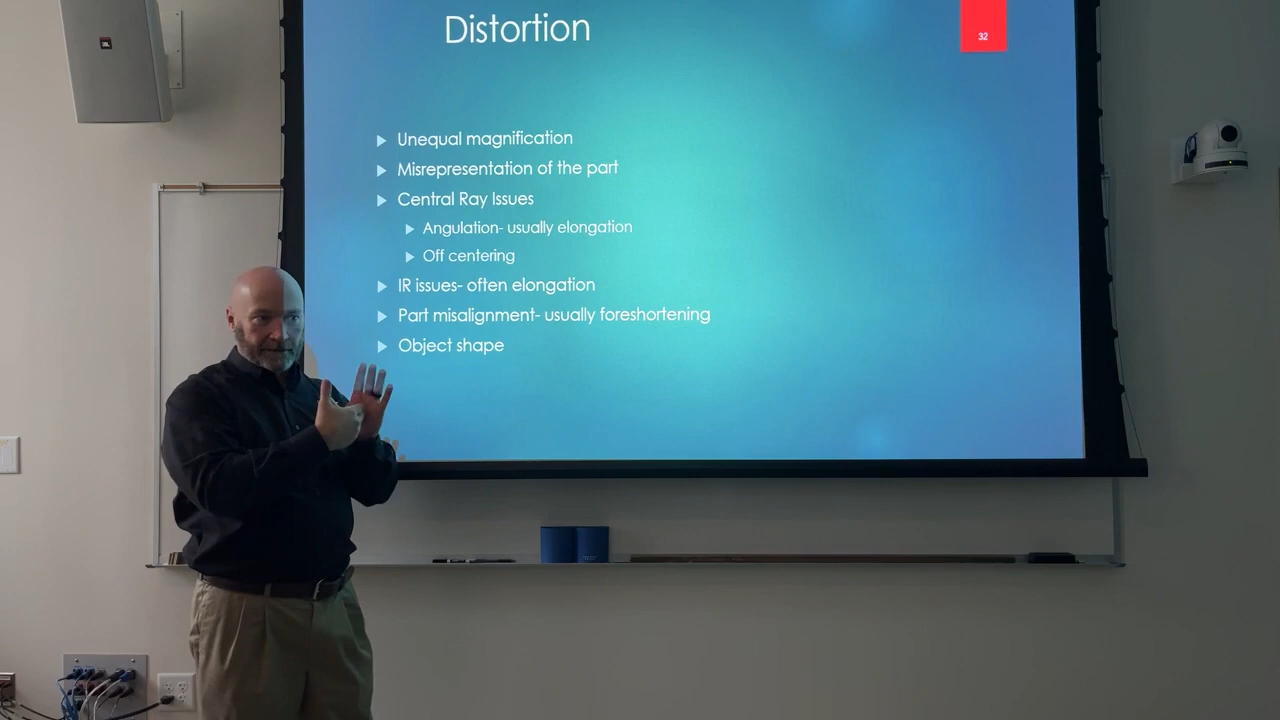 JBL
Distortion
32
Unequal magnification
Misrepresentation of the part
Central Ray Issues
Angulation- usually elongation
Off centering
IR issues- often elongation
Part misalignment- usually foreshortening
Object shape